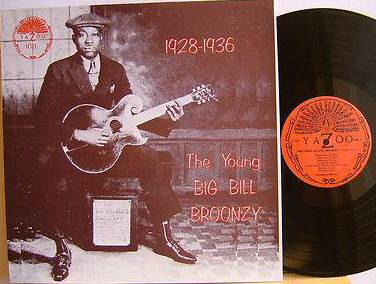 YAZOO
1011
1928-1936
The Young
BIG BILL
BROONZY
YAZOO